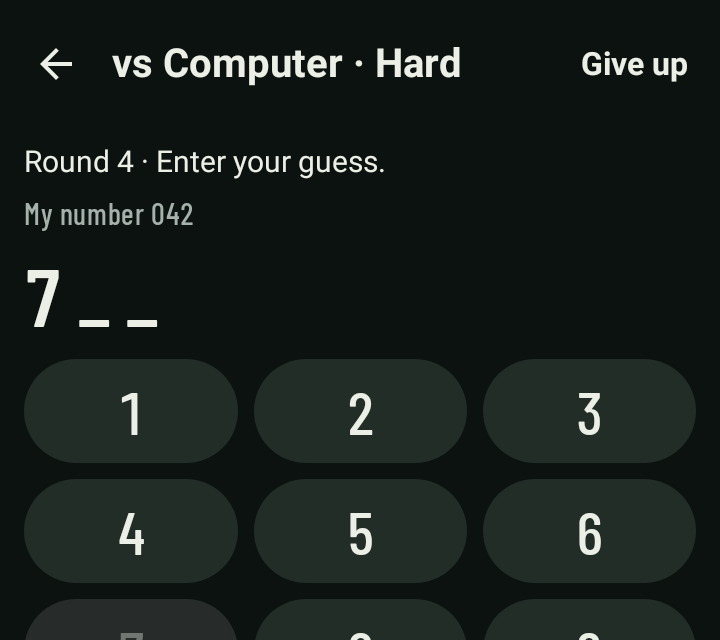 vs Computer · Hard
Give up
Round 4 · Enter your guess.
My number 042
7 _ _
1 2 3
4 5 6